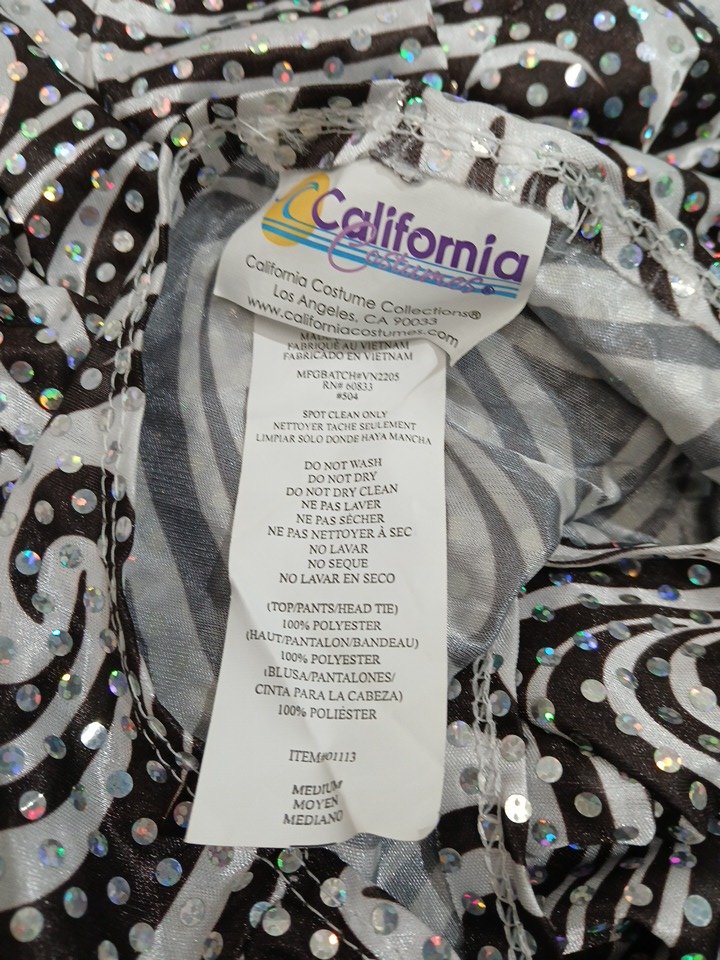 California
Costumes®
California Costume Collections®
Los Angeles, CA 90033
www.californiacostumes.com
MADE VIETNAM
FABRIQUÉ AU VIETNAM
FABRICADO EN VIETNAM
MFGBATCH#VN2205
RN# 60833
#504
SPOT CLEAN ONLY
NETTOYER TACHE SEULEMENT
LIMPIAR SÓLO DONDE HAYA MANCHA
DO NOT WASH
DO NOT DRY
DO NOT DRY CLEAN
NE PAS LAVER
NE PAS SÉCHER
NE PAS NETTOYER À SEC
NO LAVAR
NO SEQUE
NO LAVAR EN SECO
(TOP/PANTS/HEAD TIE)
100% POLYESTER
(HAUT/PANTALON/BANDEAU)
100% POLYESTER
(BLUSA/PANTALONES/
CINTA PARA LA CABEZA)
100% POLIÉSTER
ITEM#01113
MEDIUM
MOYEN
MEDIANO